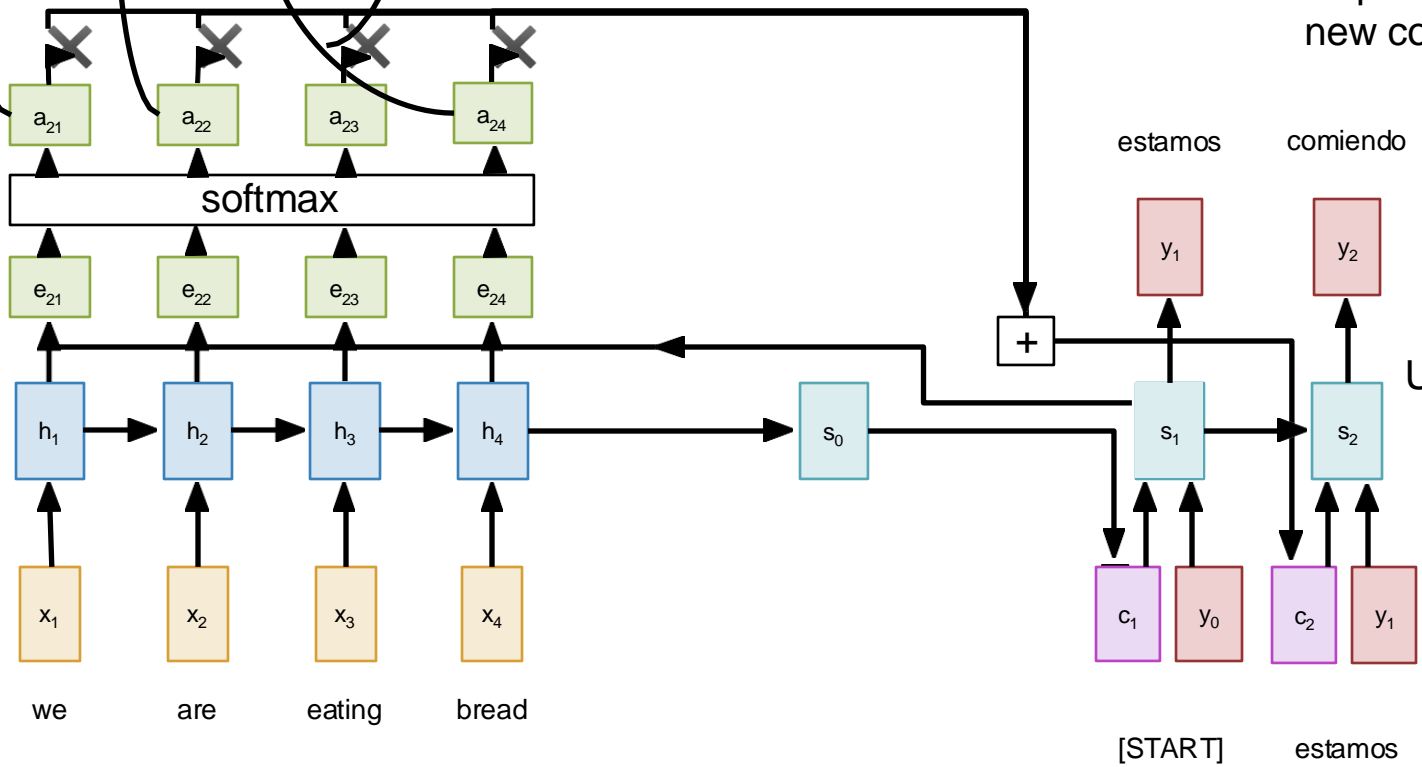 new co
a21 a22 a23 a24
estamos comiendo
softmax
y1 y2
e21 e22 e23 e24
+
U
h1 h2 h3 h4 s0 s1 s2
x1 x2 x3 x4 c1 y0 c2 y1
we are eating bread
[START] estamos